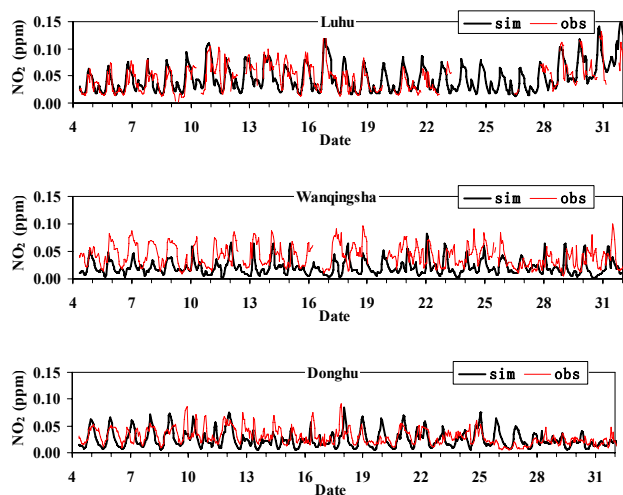 Luhu
sim obs
NO₂ (ppm)
0.15
0.10
0.05
0.00
4 7 10 13 16 19 22 25 28 31
Date
Wanqingsha
sim obs
NO₂ (ppm)
0.15
0.10
0.05
0.00
4 7 10 13 16 19 22 25 28 31
Date
Donghu
sim obs
NO₂ (ppm)
0.15
0.10
0.05
0.00
4 7 10 13 16 19 22 25 28 31
Date